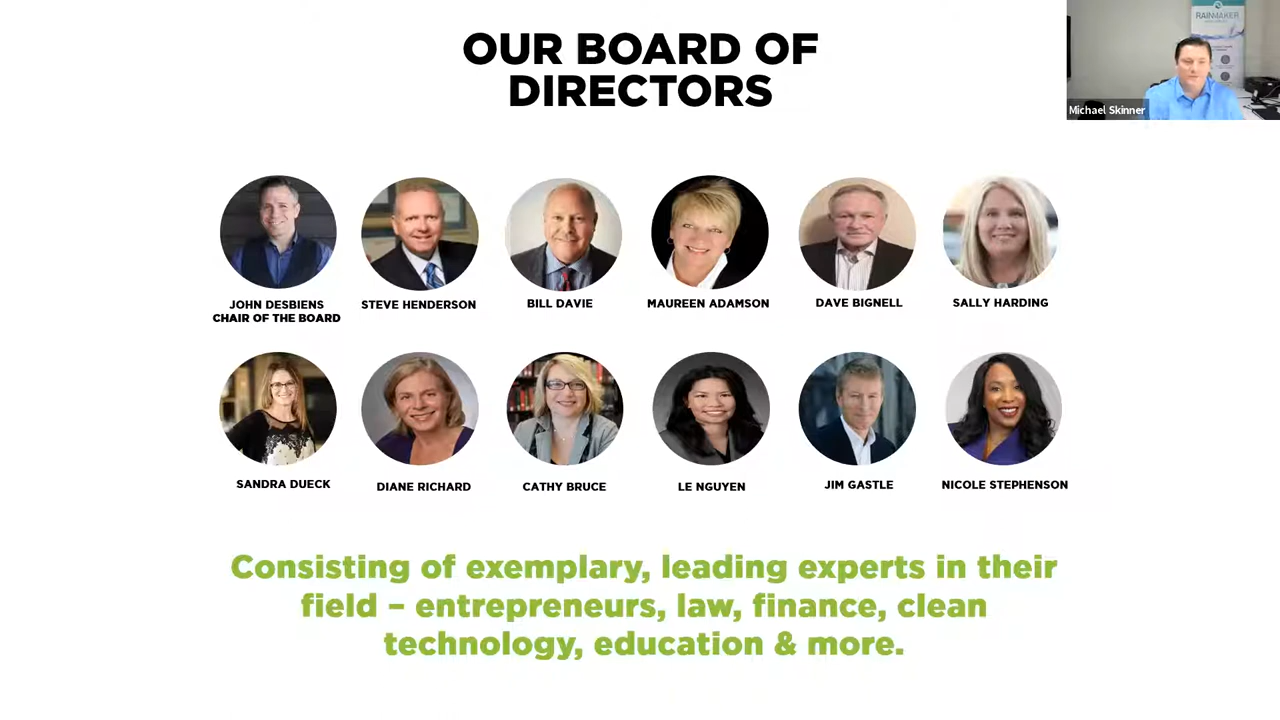 OUR BOARD OF
DIRECTORS
RAINMAKER
Michael Skinner
JOHN DESBIENS
CHAIR OF THE BOARD
STEVE HENDERSON
BILL DAVIE
MAUREEN ADAMSON
DAVE BIGNELL
SALLY HARDING
SANDRA DUECK
DIANE RICHARD
CATHY BRUCE
LE NGUYEN
JIM GASTLE
NICOLE STEPHENSON
Consisting of exemplary, leading experts in their
field – entrepreneurs, law, finance, clean
technology, education & more.